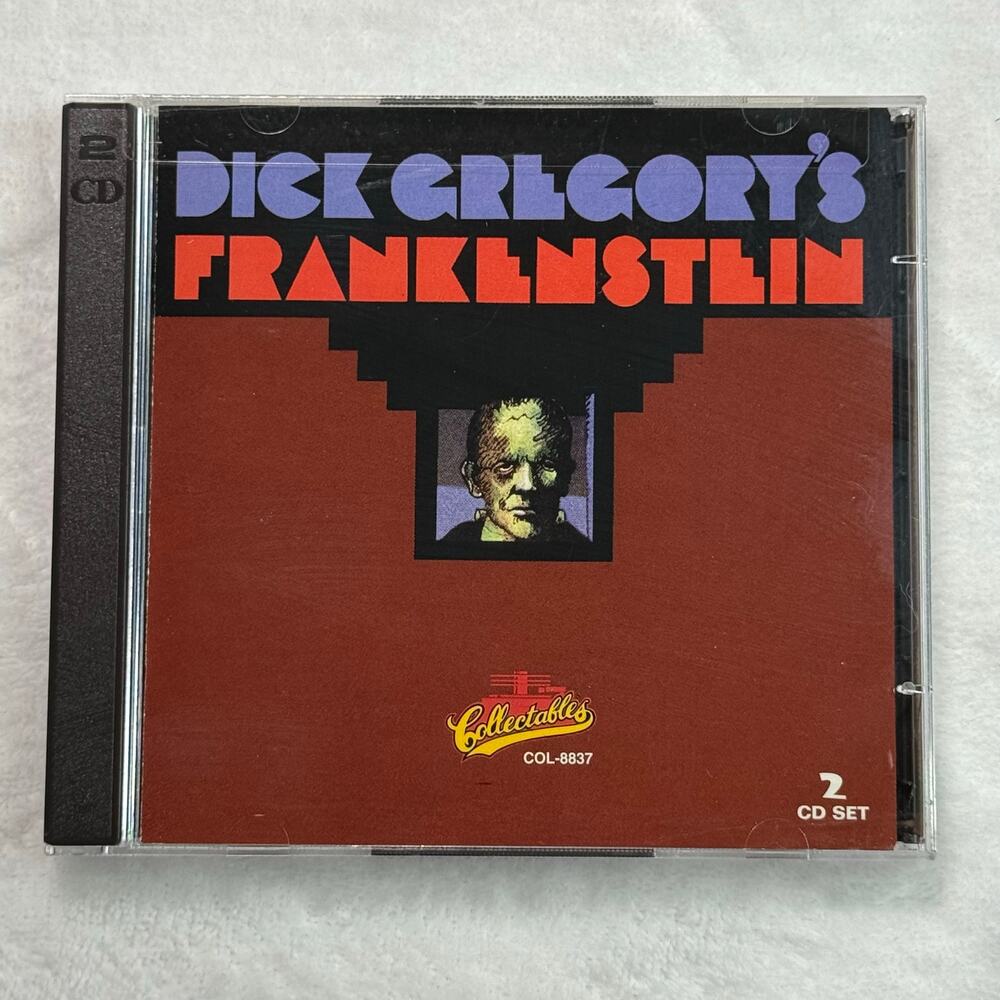 2
CD
DICK GREGORY'S
FRANKENSTEIN
Collectables
COL-8837
2
CD SET